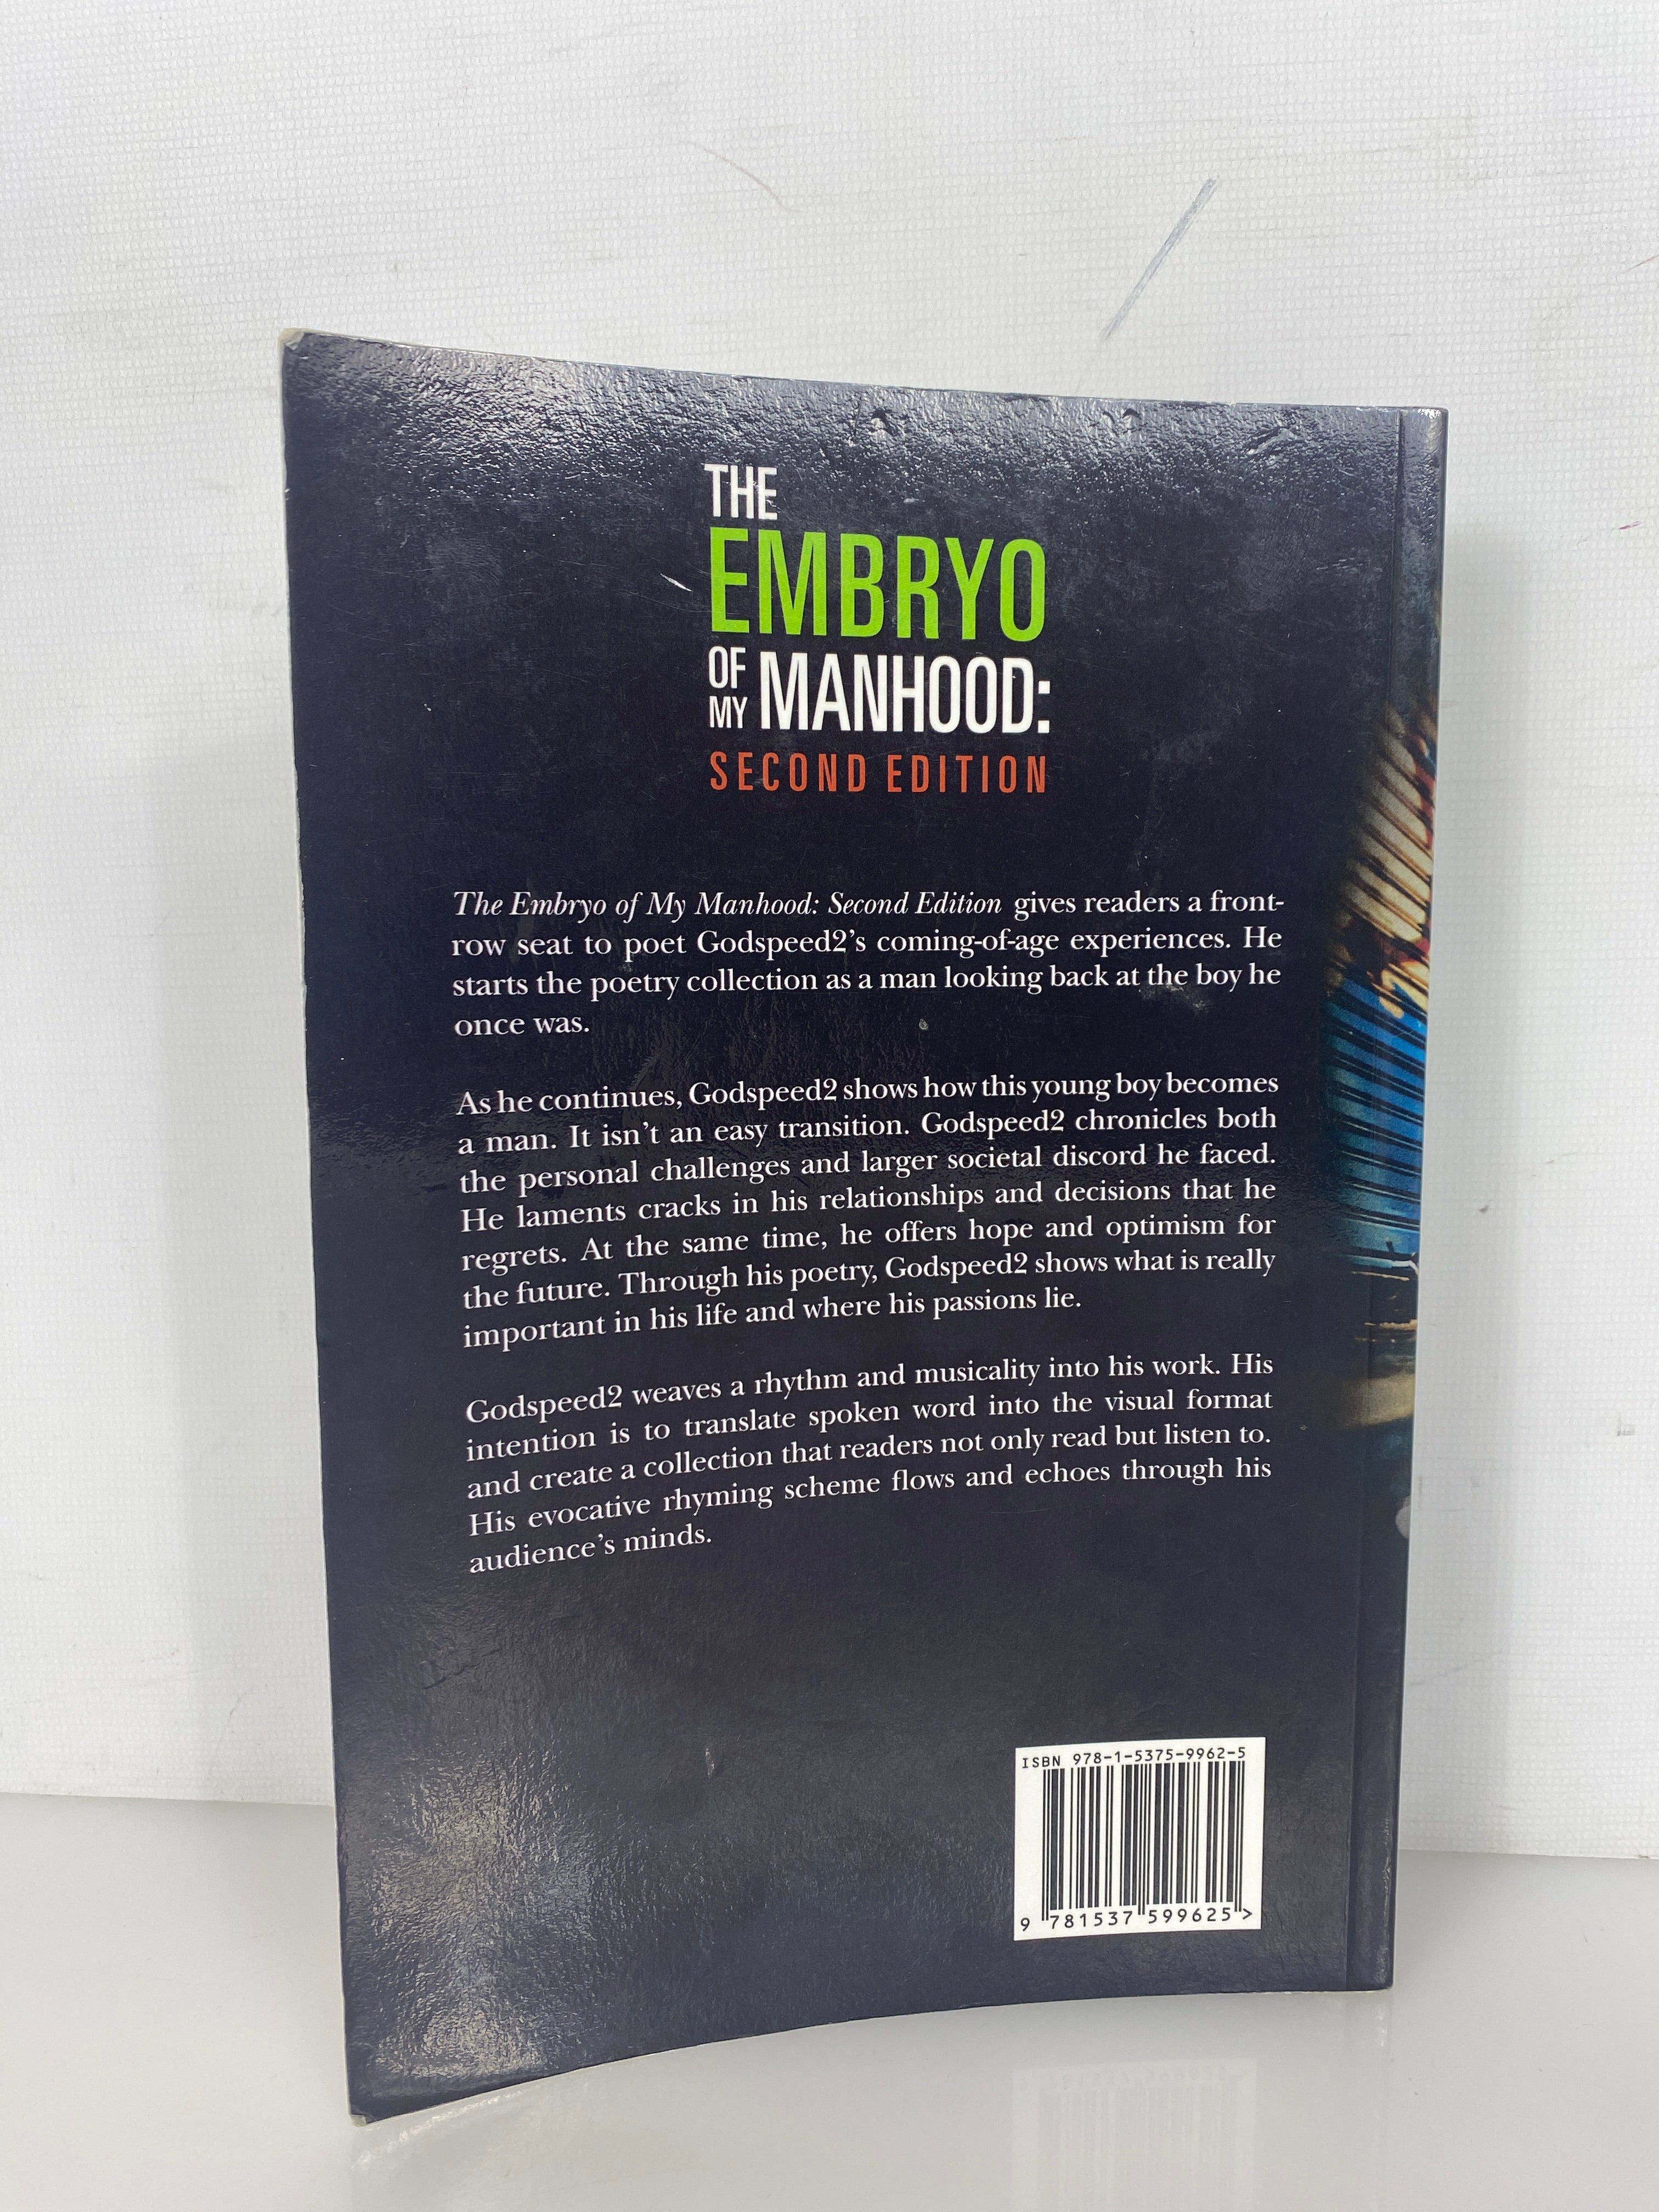 THE
EMBRYO
OF MY MANHOOD:
SECOND EDITION
The Embryo of My Manhood: Second Edition gives readers a front-
row seat to poet Godspeed2's coming-of-age experiences. He
starts the poetry collection as a man looking back at the boy he
once was.
As he continues, Godspeed2 shows how this young boy becomes
a man. It isn't an easy transition. Godspeed2 chronicles both
the personal challenges and larger societal discord he faced.
He laments cracks in his relationships and decisions that he
regrets. At the same time, he offers hope and optimism for
the future. Through his poetry, Godspeed2 shows what is really
important in his life and where his passions lie.
Godspeed2 weaves a rhythm and musicality into his work. His
intention is to translate spoken word into the visual format
and create a collection that readers not only read but listen to.
His evocative rhyming scheme flows and echoes through his
audience's minds.
ISBN 978-1-5375-9962-5
9 781537 599625 >